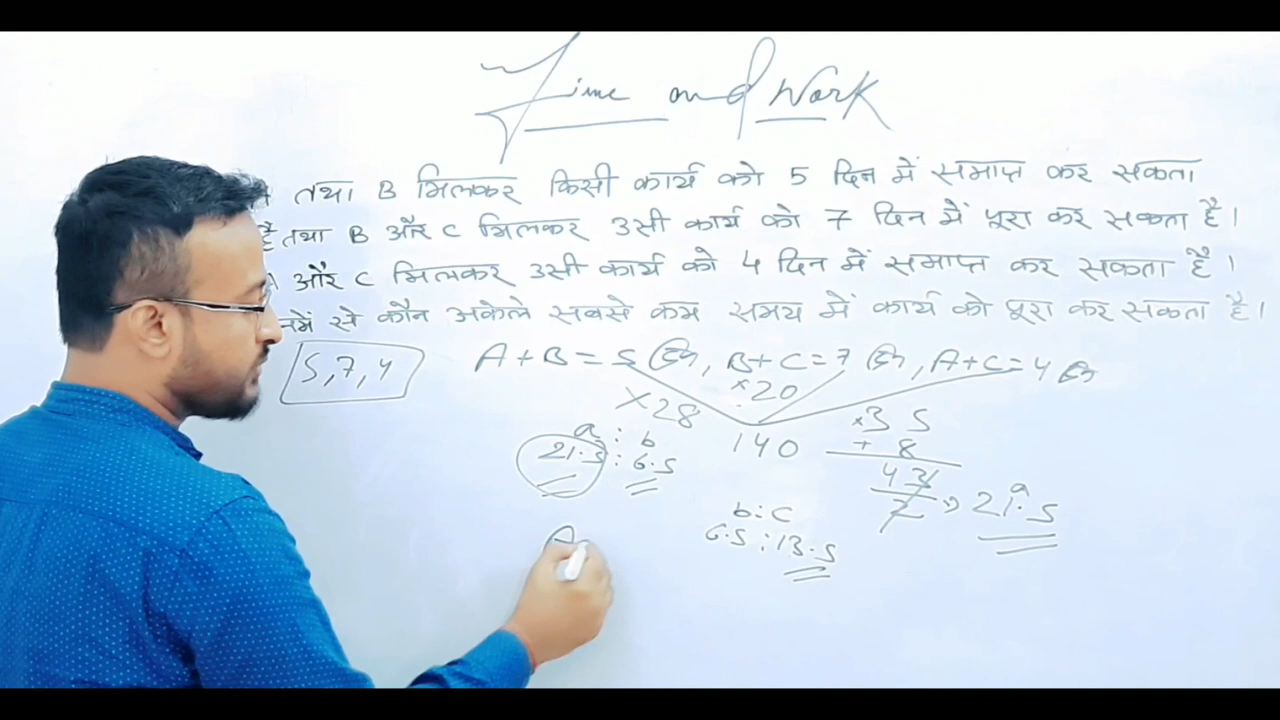 Time and Work
तथा B मिलकर किसी कार्य को 5 दिन में समाप्त कर सकता
है तथा B और C मिलकर उसी कार्य को 7 दिन में पूरा कर सकता है।
A और C मिलकर उसी कार्य को 4 दिन में समाप्त कर सकता है।
से कौन अकेले सबसे कम समय में कार्य को पूरा कर सकता है।
5,7,4
A+B=5 दिन, B+C=7 दिन, A+C=4 दिन
×28 ×20 ×35
a : b 140 + 8
21.5 : 6.5 43
2 => 21.5 a
b : c
6.5 : 13.5
A